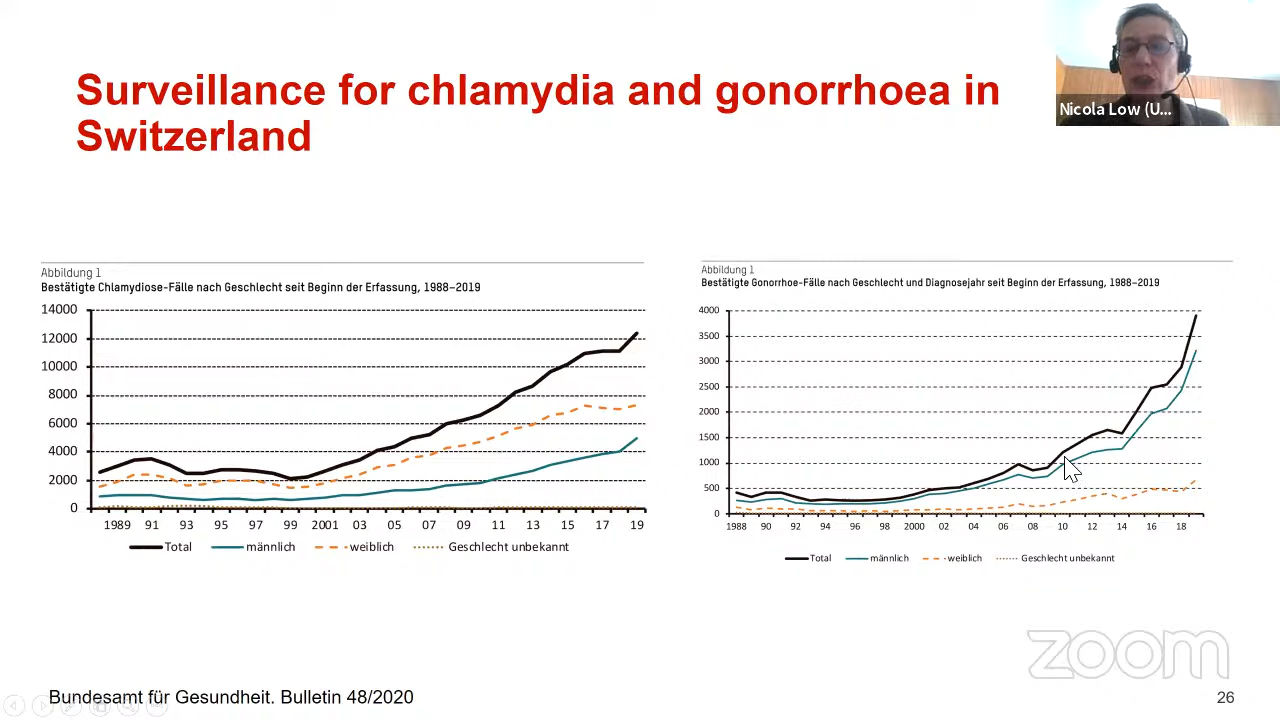 Surveillance for chlamydia and gonorrhoea in
Switzerland
Nicola Low (U...
Abbildung 1
Bestätigte Chlamydiose-Fälle nach Geschlecht seit Beginn der Erfassung, 1988–2019
14000
12000
10000
8000
6000
4000
2000
0
1989 91 93 95 97 99 2001 03 05 07 09 11 13 15 17 19
Total männlich weiblich Geschlecht unbekannt
Abbildung 1
Bestätigte Gonorrhoe-Fälle nach Geschlecht und Diagnosejahr seit Beginn der Erfassung, 1988–2019
4000
3500
3000
2500
2000
1500
1000
500
0
1988 90 92 94 96 98 2000 02 04 06 08 10 12 14 16 18
Total männlich weiblich Geschlecht unbekannt
zoom
Bundesamt für Gesundheit. Bulletin 48/2020
26